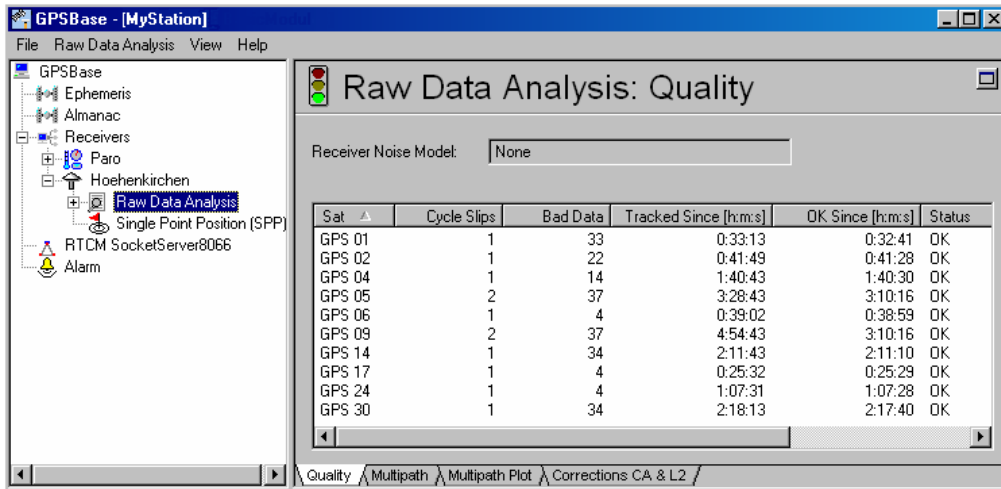 GPSBase - [MyStation]
File Raw Data Analysis View Help
GPSBase
Ephemeris
Almanac
Receivers
Paro
Hoehenkirchen
Raw Data Analysis
Single Point Position (SPP)
RTCM SocketServer8066
Alarm
Raw Data Analysis: Quality
Receiver Noise Model: None
Sat Cycle Slips Bad Data Tracked Since [h:m:s] OK Since [h:m:s] Status
GPS 01 1 33 0:33:13 0:32:41 OK
GPS 02 1 22 0:41:49 0:41:28 OK
GPS 04 1 14 1:40:43 1:40:30 OK
GPS 05 2 37 3:28:43 3:10:16 OK
GPS 06 1 4 0:39:02 0:38:59 OK
GPS 09 2 37 4:54:43 3:10:16 OK
GPS 14 1 34 2:11:43 2:11:10 OK
GPS 17 1 4 0:25:32 0:25:29 OK
GPS 24 1 4 1:07:31 1:07:28 OK
GPS 30 1 34 2:18:13 2:17:40 OK
Quality Multipath Multipath Plot Corrections CA & L2